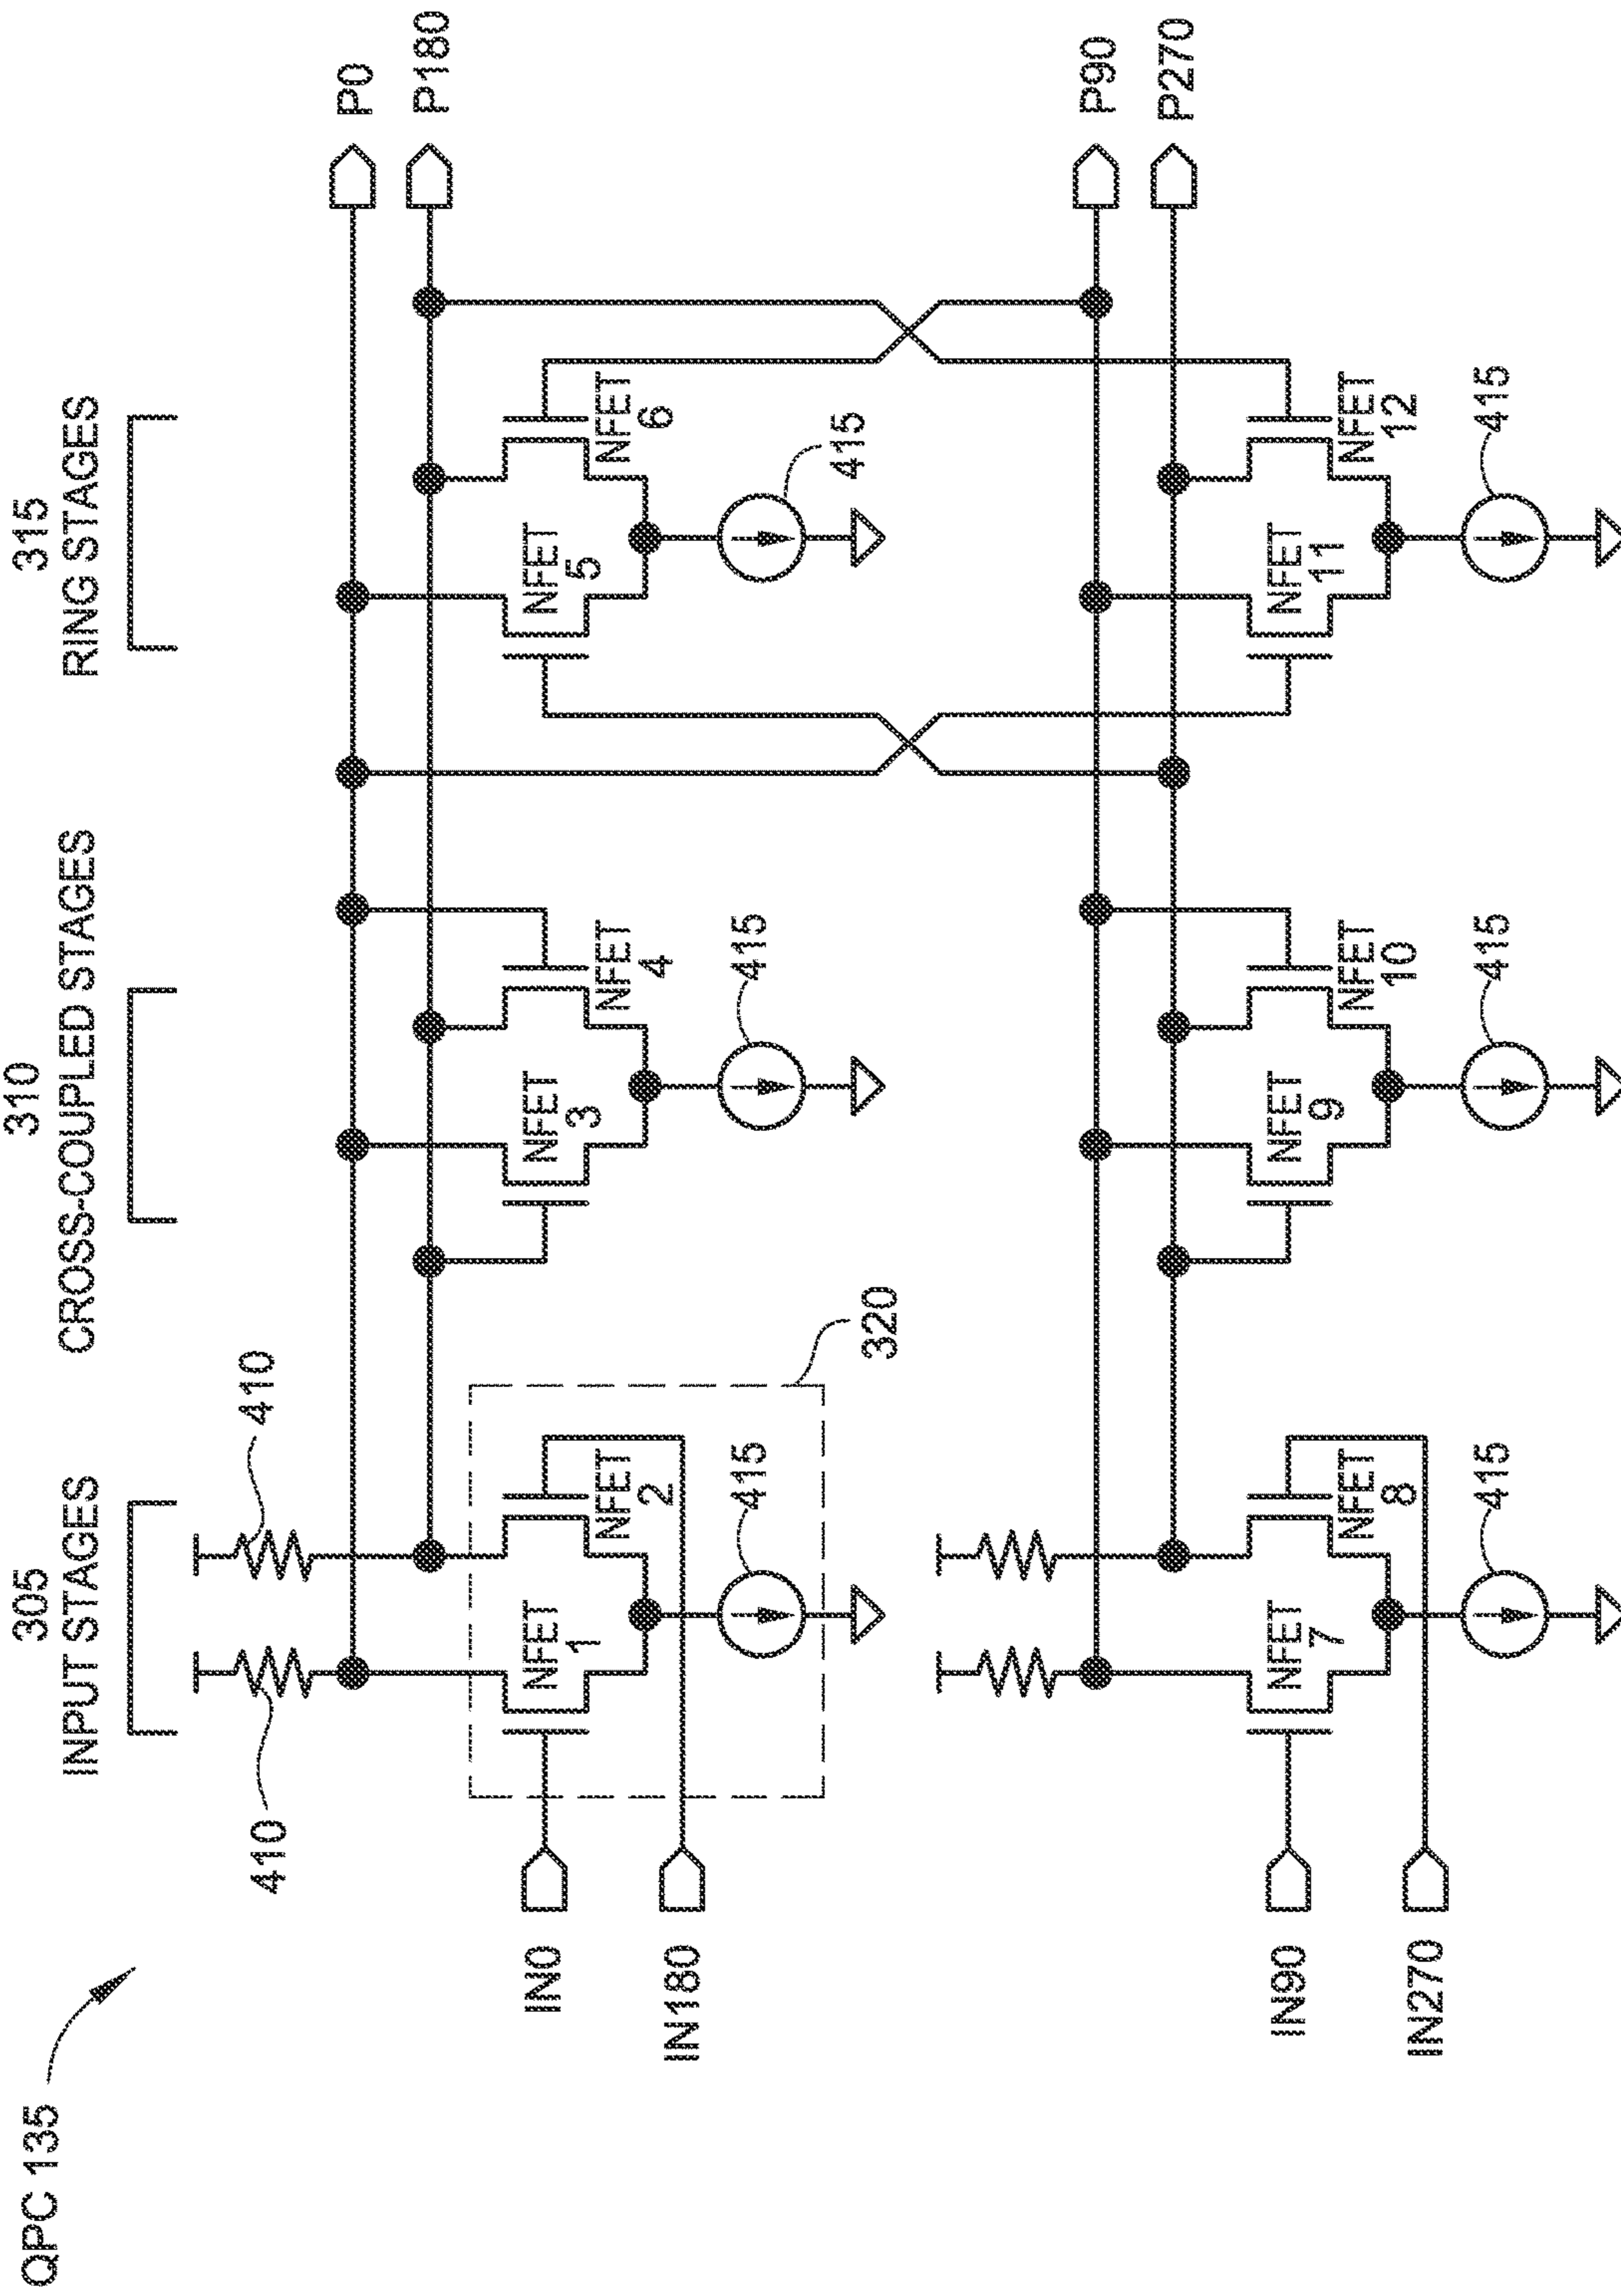 QPC 135
305
INPUT STAGES
310
CROSS-COUPLED STAGES
315
RING STAGES
410
410
P0
P180
IN0
IN180
NFET
1
NFET
2
415
320
NFET
3
NFET
4
415
NFET
5
NFET
6
415
P90
P270
IN90
IN270
NFET
7
NFET
8
415
NFET
9
NFET
10
415
NFET
11
NFET
12
415